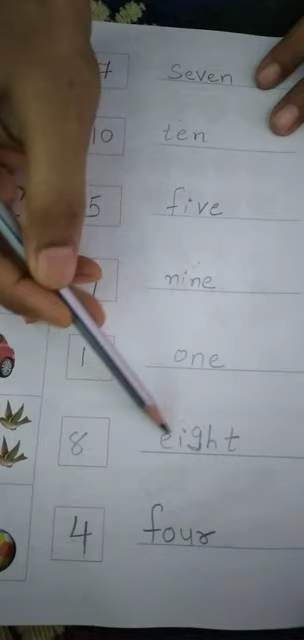 7 seven
10 ten
5 five
nine
1 one
8 eight
4 four